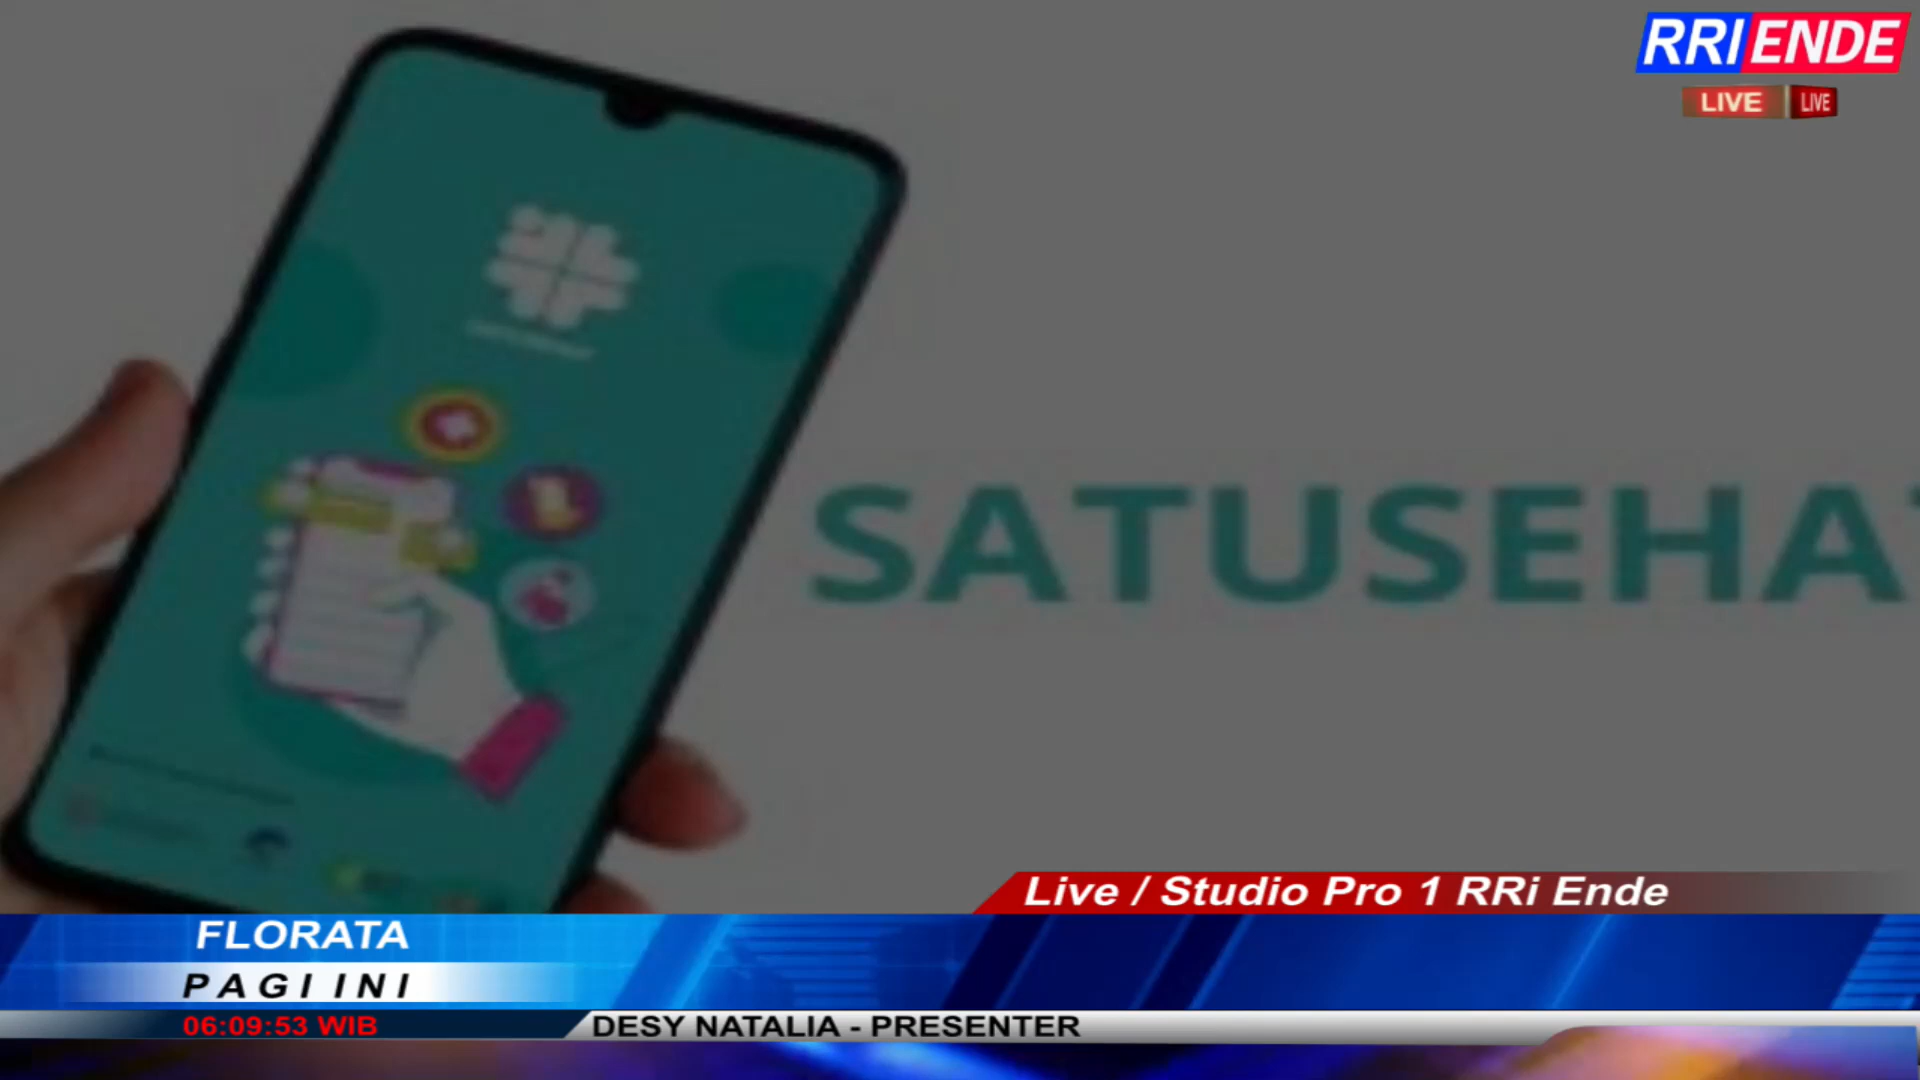 RRI ENDE
LIVE LIVE
SATUSEHAT
Live / Studio Pro 1 RRi Ende
FLORATA
PAGI INI
06:09:53 WIB
DESY NATALIA - PRESENTER